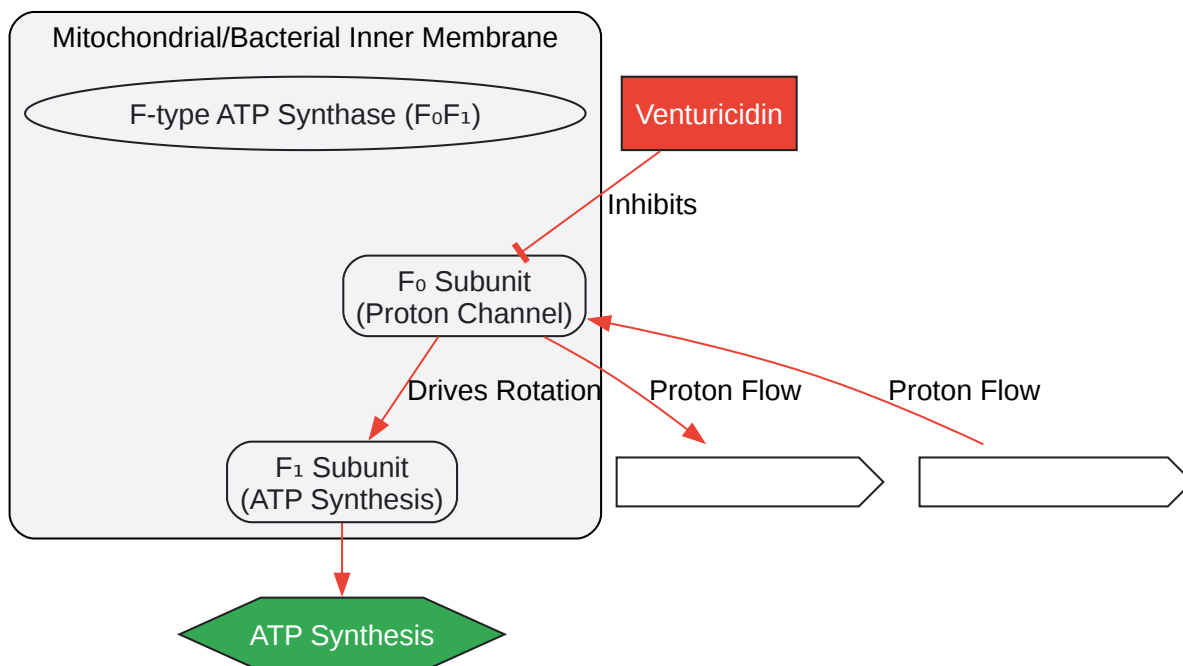 Mitochondrial/Bacterial Inner Membrane
F-type ATP Synthase (F₀F₁)
Venturicidin
Inhibits
F₀ Subunit
(Proton Channel)
Drives Rotation
Proton Flow
Proton Flow
F₁ Subunit
(ATP Synthesis)
ATP Synthesis